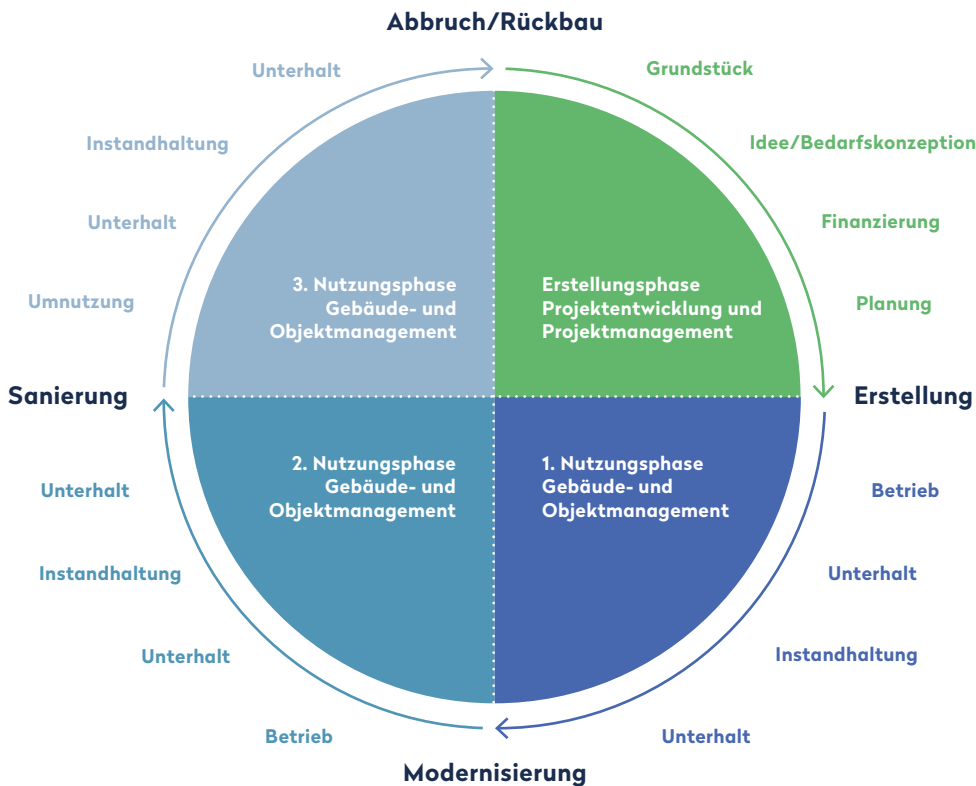 Abbruch/Rückbau
Unterhalt
Grundstück
Instandhaltung
Idee/Bedarfskonzeption
Unterhalt
Finanzierung
Umnutzung
Planung
3. Nutzungsphase
Gebäude- und
Objektmanagement
Erstellungsphase
Projektentwicklung und
Projektmanagement
Sanierung
Erstellung
2. Nutzungsphase
Gebäude- und
Objektmanagement
1. Nutzungsphase
Gebäude- und
Objektmanagement
Unterhalt
Betrieb
Instandhaltung
Unterhalt
Unterhalt
Instandhaltung
Betrieb
Unterhalt
Modernisierung